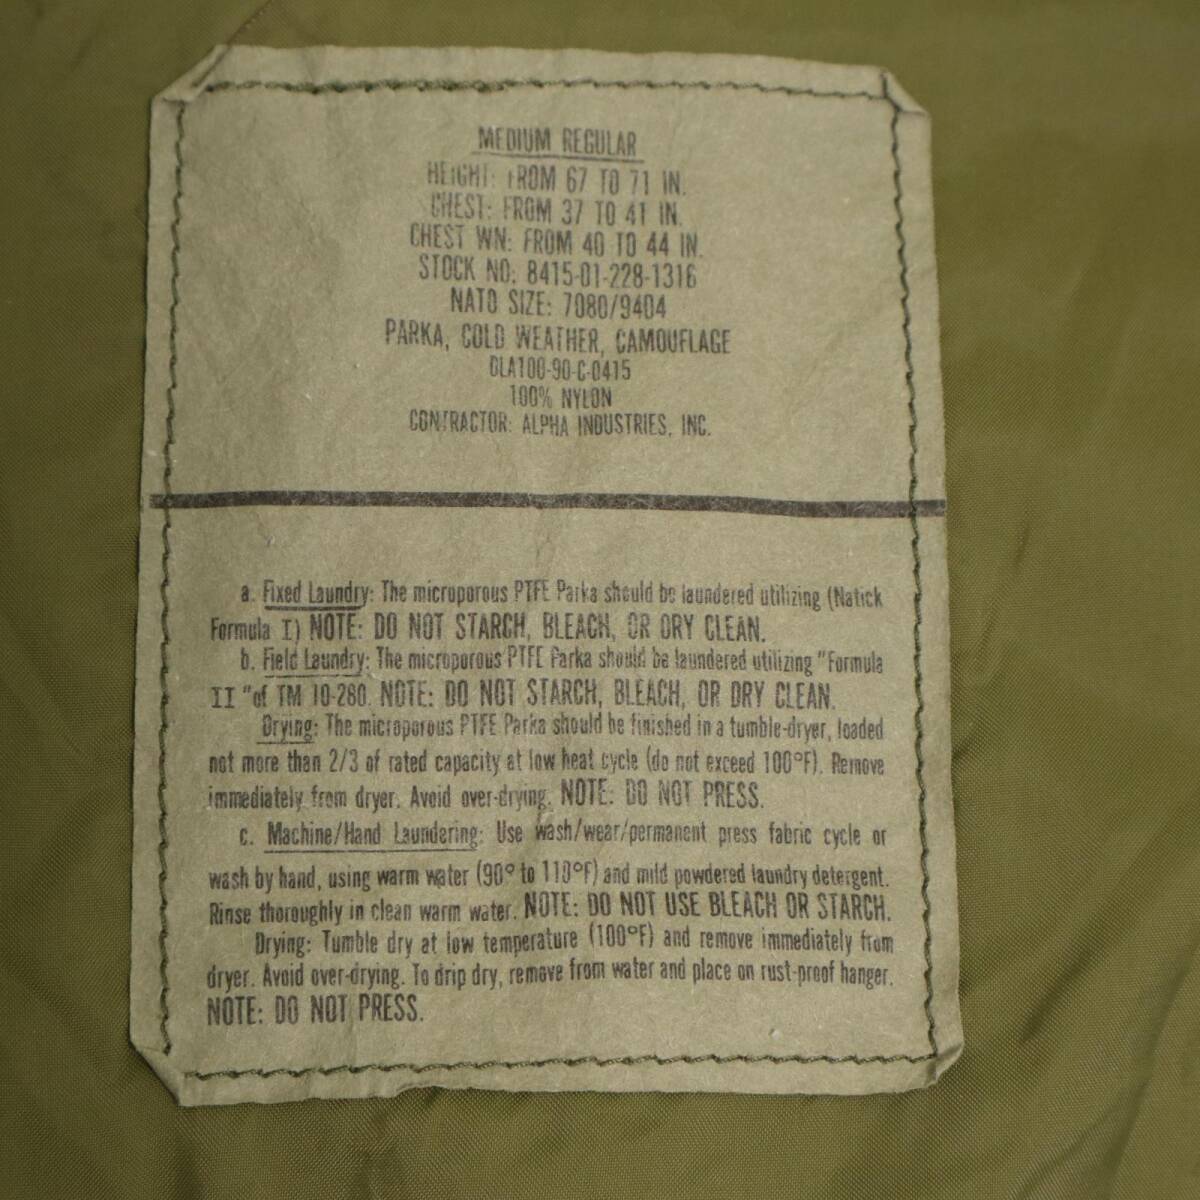 MEDIUM REGULAR
HEIGHT: FROM 67 TO 71 IN.
CHEST: FROM 37 TO 41 IN.
CHEST WN: FROM 40 TO 44 IN.
STOCK NO: 8415-01-228-1316
NATO SIZE: 7080/9404
PARKA, COLD WEATHER, CAMOUFLAGE
DLA100-90-C-0415
100% NYLON
CONTRACTOR: ALPHA INDUSTRIES, INC.
a. Fixed Laundry: The microporous PTFE Parka should be laundered utilizing (Natick
Formula I) NOTE: DO NOT STARCH, BLEACH, OR DRY CLEAN.
b. Field Laundry: The microporous PTFE Parka should be laundered utilizing "Formula
II "of TM 10-280. NOTE: DO NOT STARCH, BLEACH, OR DRY CLEAN.
Drying: The microporous PTFE Parka should be finished in a tumble-dryer, loaded
not more than 2/3 of rated capacity at low heat cycle (do not exceed 100°F). Remove
immediately from dryer. Avoid over-drying. NOTE: DO NOT PRESS.
c. Machine/Hand Laundering: Use wash/wear/permanent press fabric cycle or
wash by hand, using warm water (90° to 110°F) and mild powdered laundry detergent.
Rinse thoroughly in clean warm water. NOTE: DO NOT USE BLEACH OR STARCH.
Drying: Tumble dry at low temperature (100°F) and remove immediately from
dryer. Avoid over-drying. To drip dry, remove from water and place on rust-proof hanger.
NOTE: DO NOT PRESS.